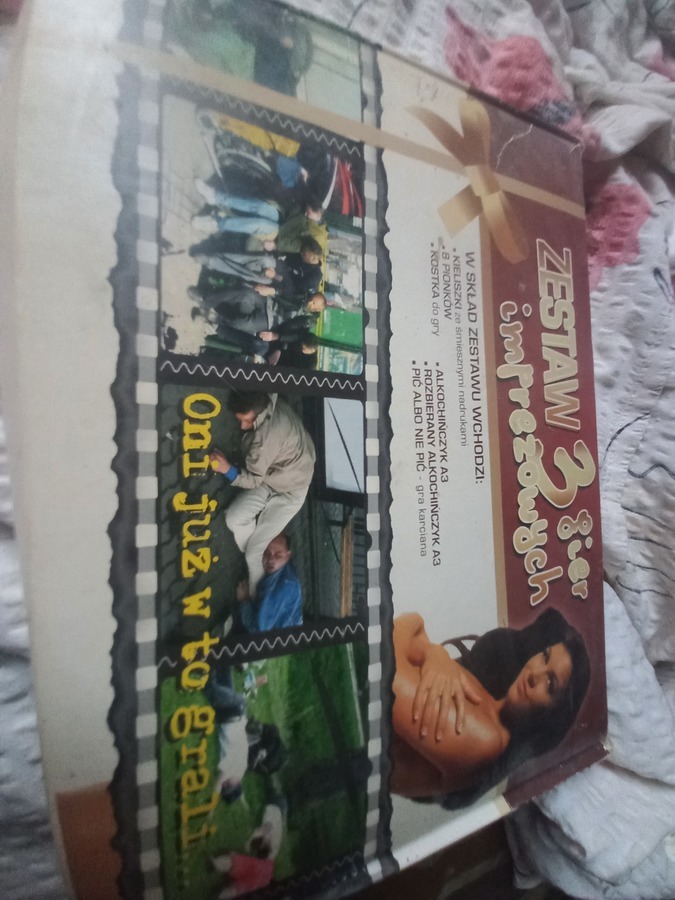 ZESTAW 3 gier
imprezowych
W SKŁAD ZESTAWU WCHODZI:
• KIELISZKI ze śmiesznymi nadrukami
• 8 PIONKÓW
• KOSTKA do gry
• ALKOCHIŃCZYK A3
• ROZBIERANY ALKOCHIŃCZYK A3
• PIĆ ALBO NIE PIĆ - gra karciana
Oni już w to grali...